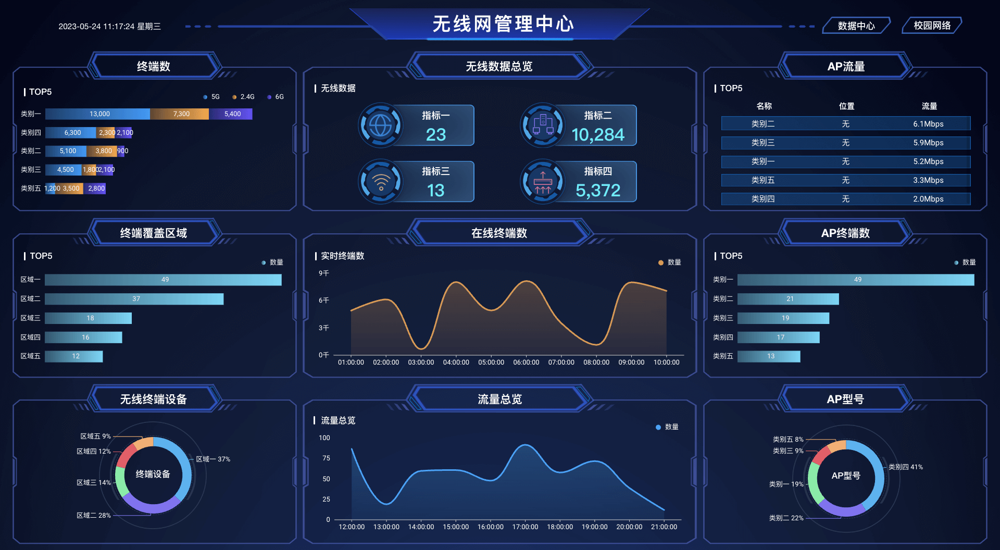 2023-05-24 11:17:24 星期三
无线网管理中心
数据中心
校园网络
终端数
TOP5
5G 2.4G 6G
类别一 13,000 7,300 5,400
类别四 6,300 2,300 2,100
类别二 5,100 3,800 900
类别三 4,500 1,800 2,100
类别五 1,200 3,500 2,800
无线数据总览
无线数据
指标一
23
指标二
10,284
指标三
13
指标四
5,372
AP流量
TOP5
名称 位置 流量
类别二 无 6.1Mbps
类别三 无 5.9Mbps
类别一 无 5.2Mbps
类别五 无 3.3Mbps
类别四 无 2.0Mbps
终端覆盖区域
TOP5
数量
区域一 49
区域二 37
区域三 18
区域四 16
区域五 12
在线终端数
实时终端数
数量
9千
6千
3千
0千
01:00:00 02:00:00 03:00:00 04:00:00 05:00:00 06:00:00 07:00:00 08:00:00 09:00:00 10:00:00
AP终端数
TOP5
数量
类别一 49
类别二 21
类别三 19
类别四 17
类别五 13
无线终端设备
区域五 9%
区域四 12%
区域一 37%
终端设备
区域三 14%
区域二 28%
流量总览
流量总览
数量
100
75
50
25
0
12:00:00 13:00:00 14:00:00 15:00:00 16:00:00 17:00:00 18:00:00 19:00:00 20:00:00 21:00:00
AP型号
类别五 8%
类别三 9%
类别四 41%
AP型号
类别一 19%
类别二 22%